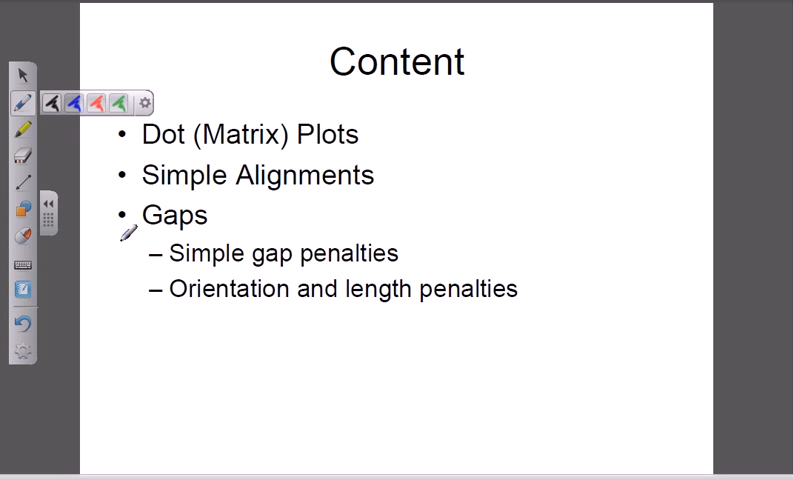 Content
• Dot (Matrix) Plots
• Simple Alignments
• Gaps
– Simple gap penalties
– Orientation and length penalties